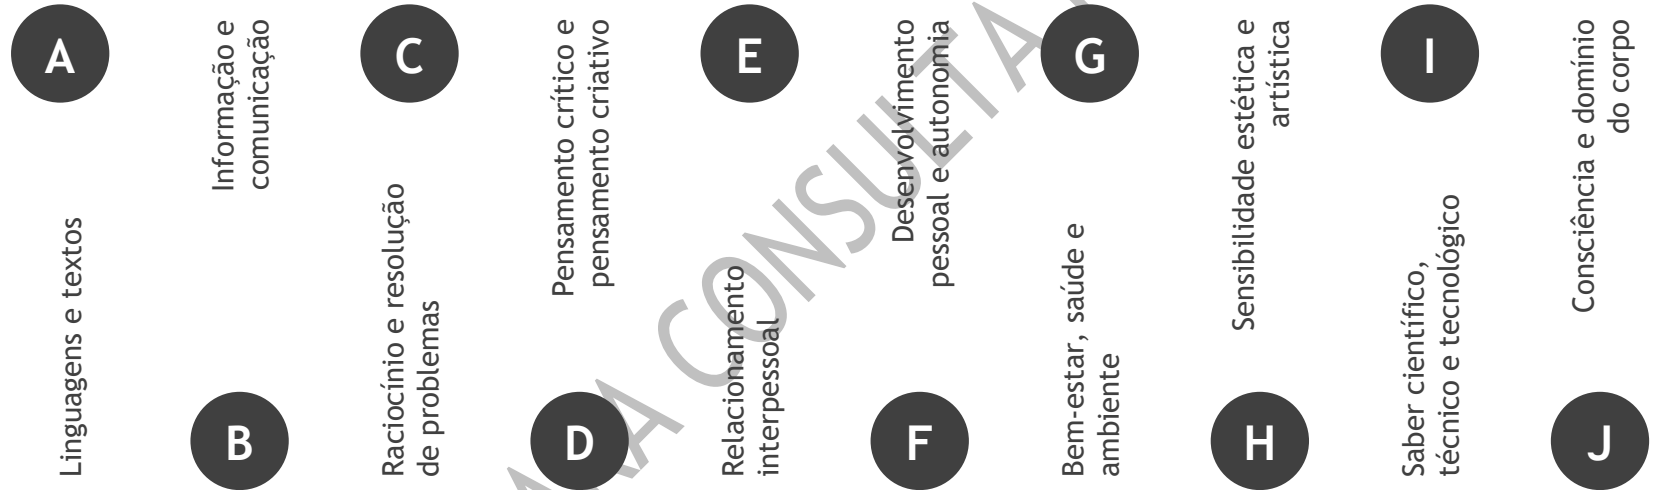 A
Linguagens e textos
Informação e
comunicação
B
C
Raciocínio e resolução
de problemas
Pensamento crítico e
pensamento criativo
D
E
Relacionamento
interpessoal
Desenvolvimento
pessoal e autonomia
F
G
Bem-estar, saúde e
ambiente
Sensibilidade estética e
artística
H
I
Saber científico,
técnico e tecnológico
Consciência e domínio
do corpo
J
CONSULTA